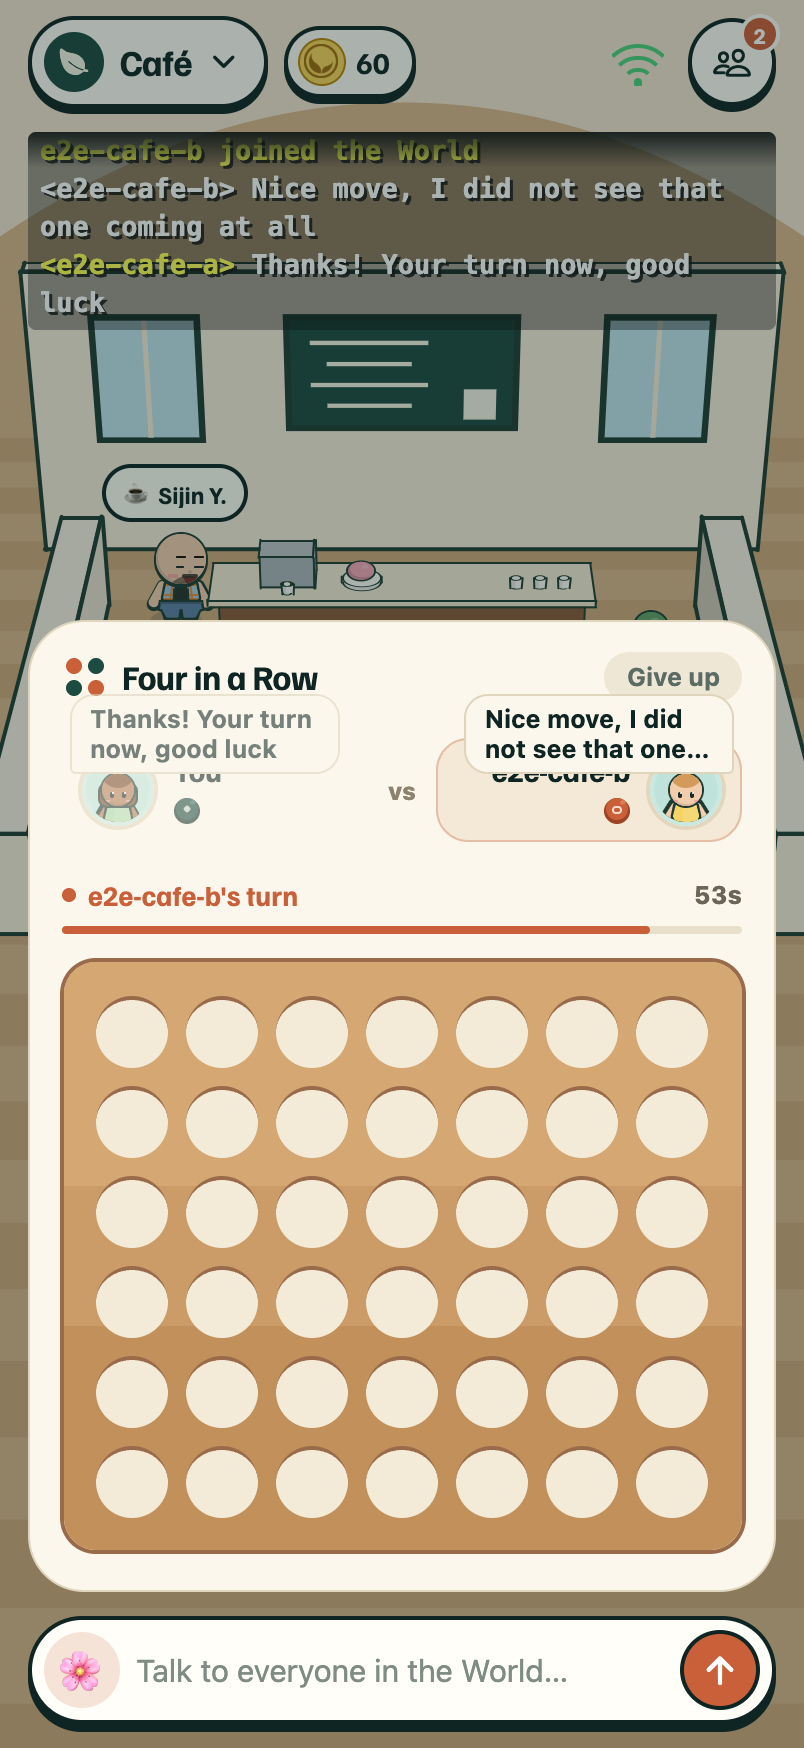 Café
60
2
e2e-cafe-b joined the World
<e2e-cafe-b> Nice move, I did not see that
one coming at all
<e2e-cafe-a> Thanks! Your turn now, good
luck
Sijin Y.
Four in a Row
Give up
Thanks! Your turn
now, good luck
Nice move, I did
not see that one...
You
vs
e2e-cafe-b
e2e-cafe-b's turn
53s
Talk to everyone in the World...